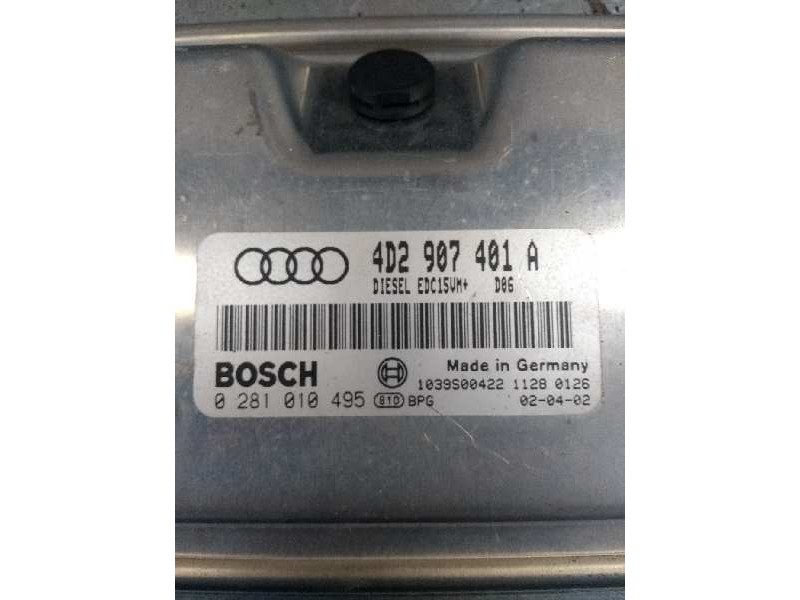 4D2 907 401 A
DIESEL EDC15VM+ D06
BOSCH
Made in Germany
1039S00422 1128 0126
0 281 010 495 810 BPG
02-04-02